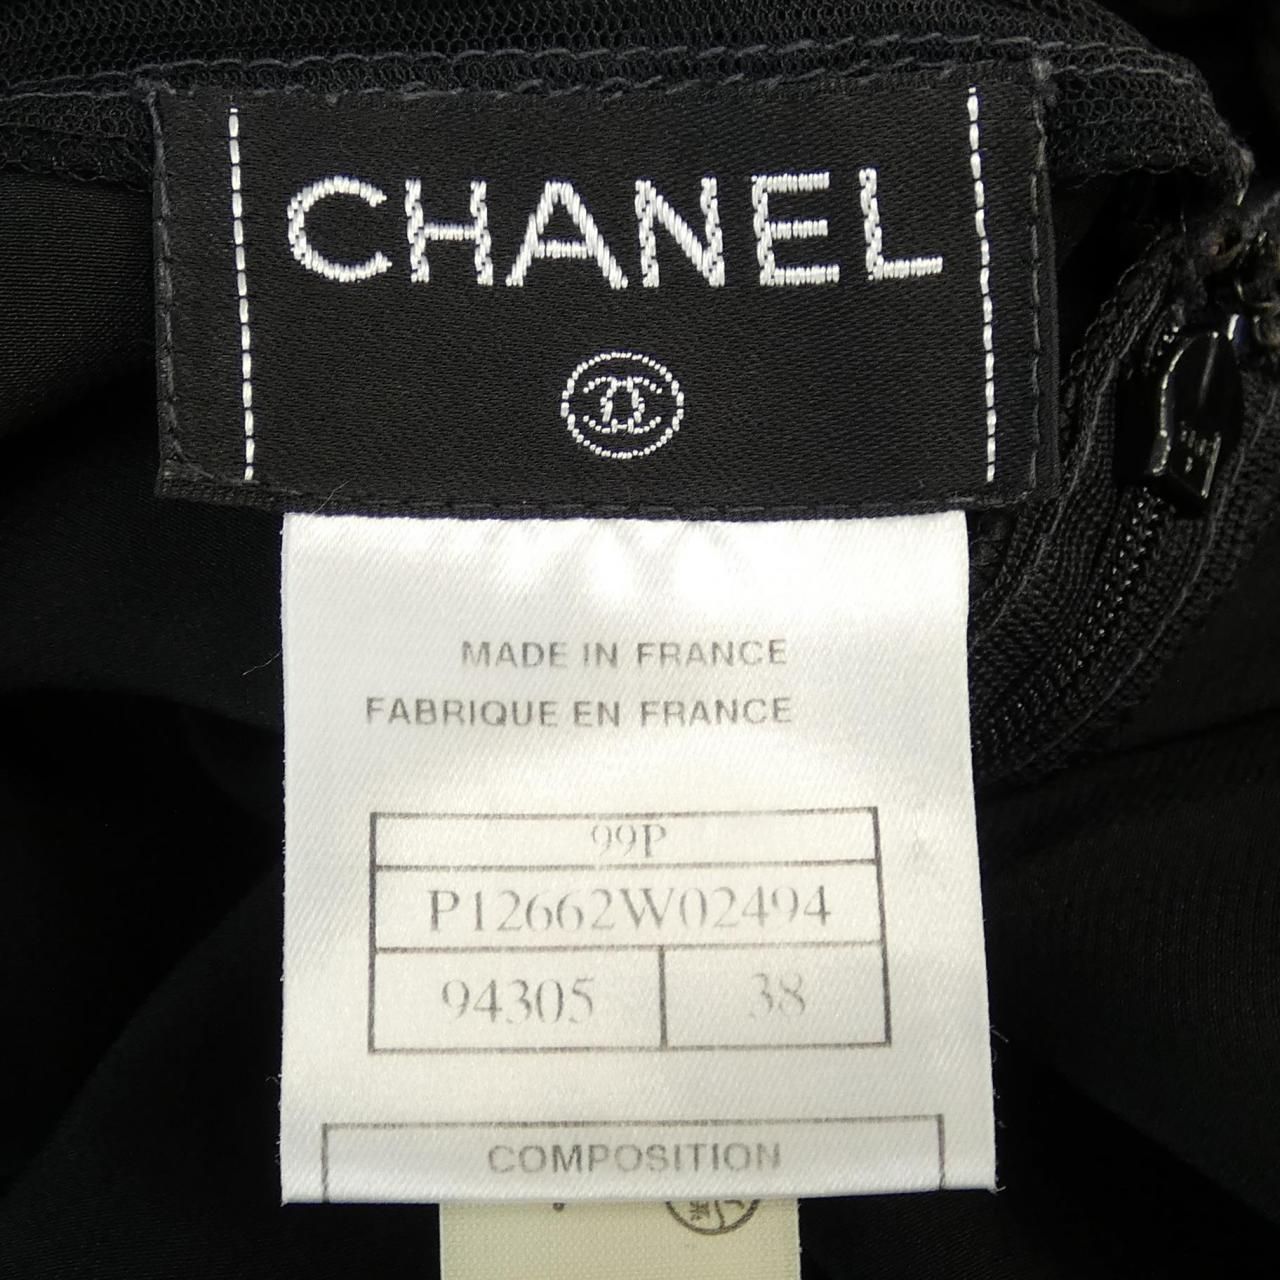 CHANEL
MADE IN FRANCE
FABRIQUE EN FRANCE
99P
P12662W02494
94305 38
COMPOSITION